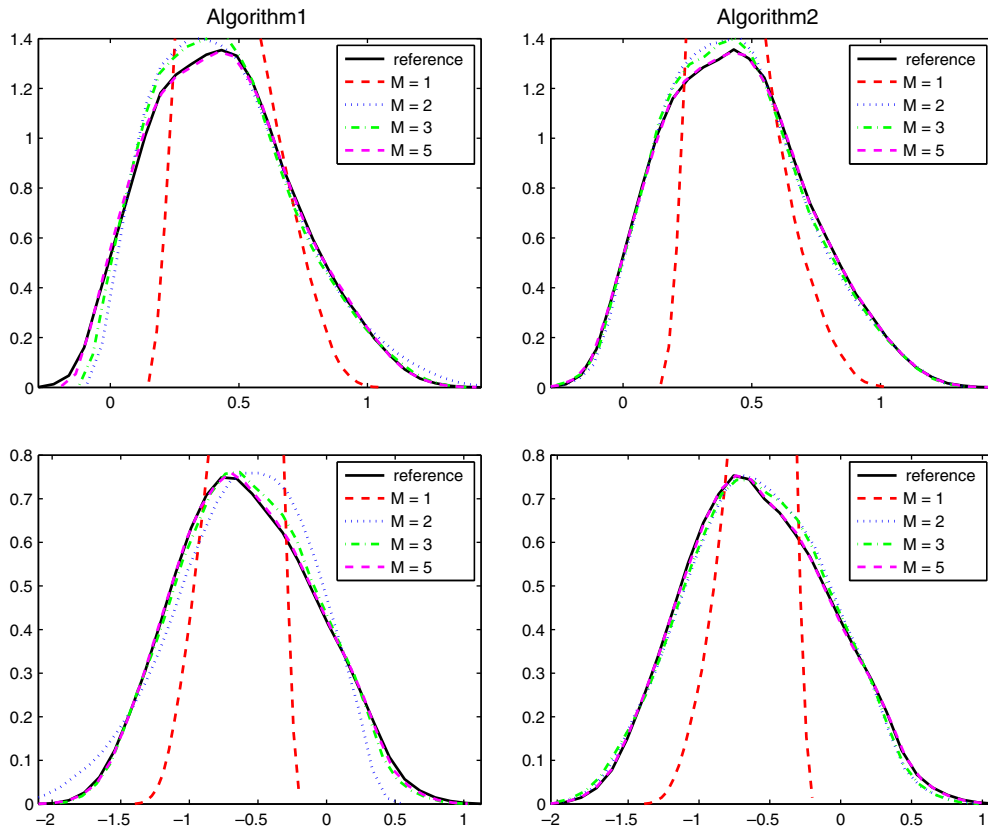 Algorithm1
Algorithm2
1.4
1.2
1
0.8
0.6
0.4
0.2
0
0
0.5
1
reference
M = 1
M = 2
M = 3
M = 5
1.4
1.2
1
0.8
0.6
0.4
0.2
0
0
0.5
1
reference
M = 1
M = 2
M = 3
M = 5
0.8
0.7
0.6
0.5
0.4
0.3
0.2
0.1
0
−2
−1.5
−1
−0.5
0
0.5
1
reference
M = 1
M = 2
M = 3
M = 5
0.8
0.7
0.6
0.5
0.4
0.3
0.2
0.1
0
−2
−1.5
−1
−0.5
0
0.5
1
reference
M = 1
M = 2
M = 3
M = 5